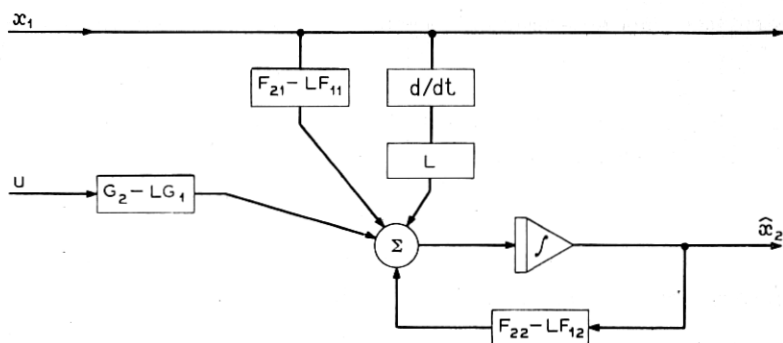 x₁
F₂₁ − LF₁₁
d/dt
L
U
G₂ − LG₁
Σ
∫
x̂₂
F₂₂ − LF₁₂